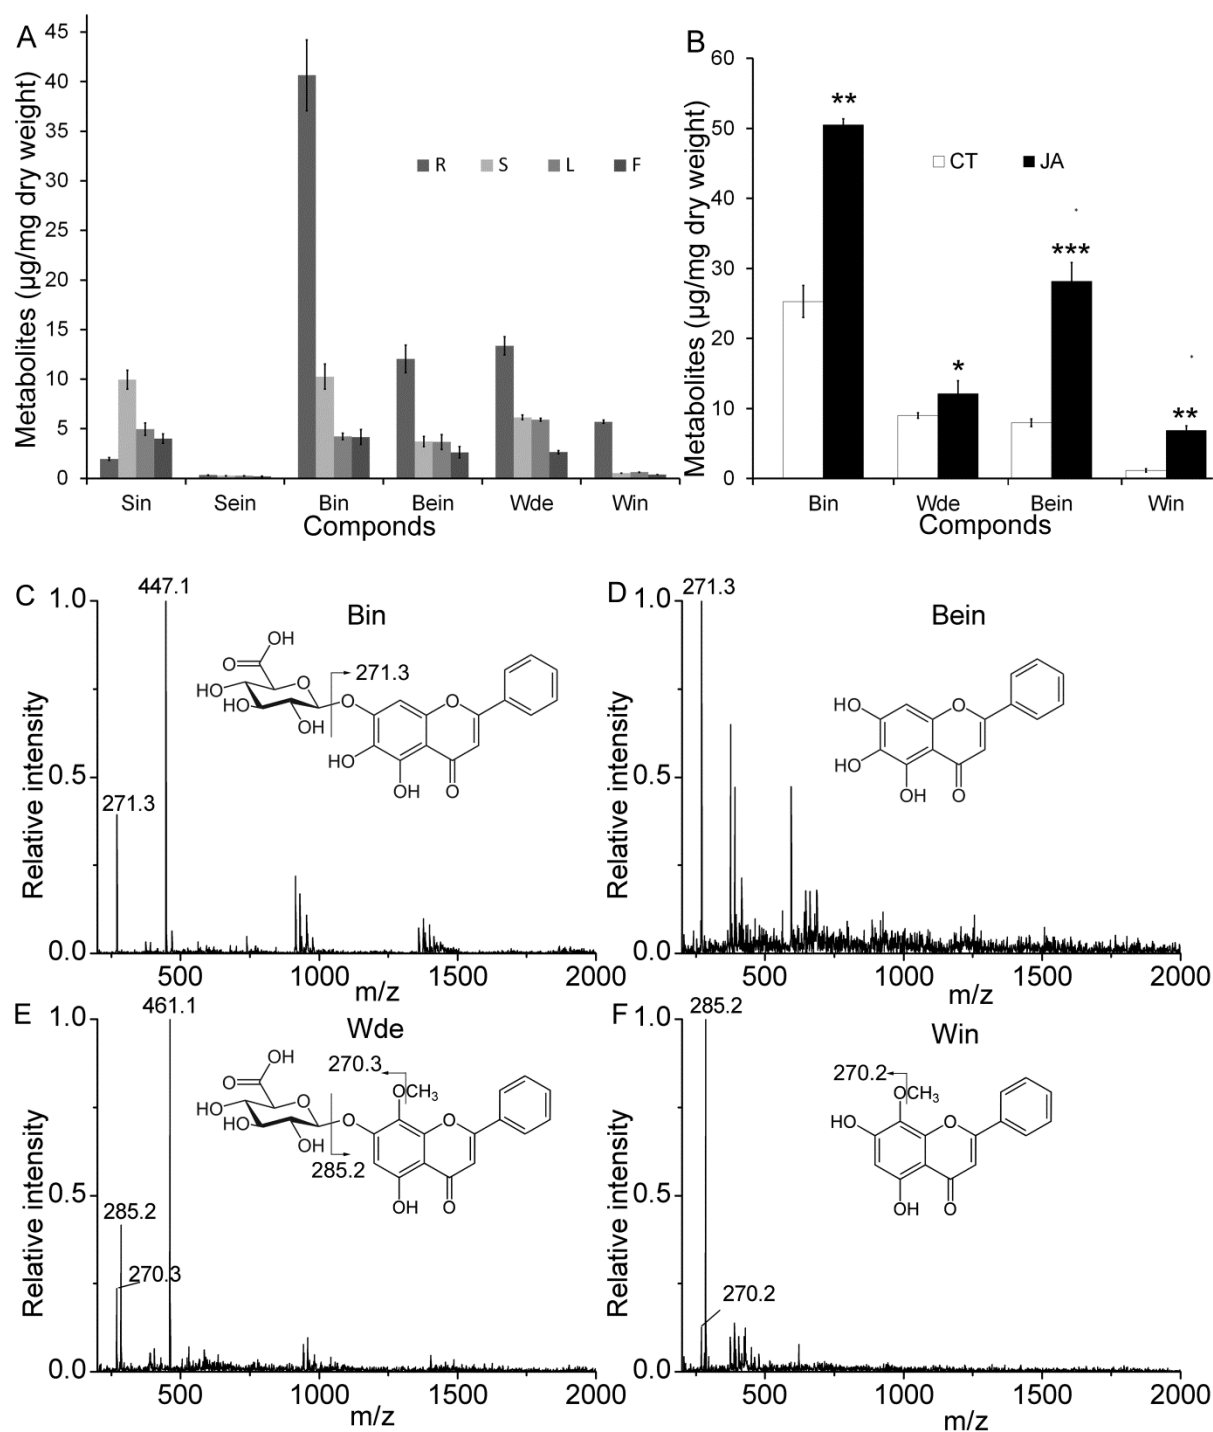 A
Metabolites (μg/mg dry weight)
45
40
35
30
25
20
15
10
5
0
R S L F
Sin Sein Bin Bein Wde Win
Componds
B
Metabolites (μg/mg dry weight)
60
50
40
30
20
10
0
CT JA
**
*
***
**
Bin Wde Bein Win
Componds
C
Relative intensity
1.0
0.5
0.0
447.1
271.3
Bin
OH
O
HO
HO
O
OH
O
271.3
O
HO
OH
O
500 1000 1500 2000
m/z
D
Relative intensity
1.0
0.5
0.0
271.3
Bein
HO
O
HO
OH
O
500 1000 1500 2000
m/z
E
Relative intensity
1.0
0.5
0.0
461.1
285.2
270.3
Wde
OH
O
HO
HO
O
OH
O
270.3
OCH3
O
285.2
OH
O
500 1000 1500 2000
m/z
F
Relative intensity
1.0
0.5
0.0
285.2
270.2
Win
270.2
OCH3
HO
O
OH
O
500 1000 1500 2000
m/z